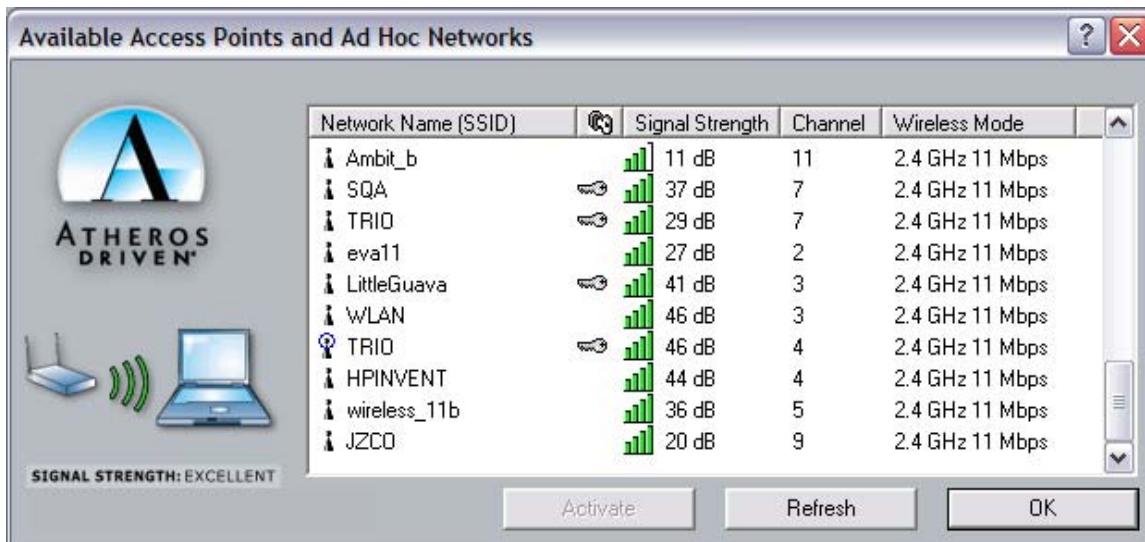 Available Access Points and Ad Hoc Networks
Network Name (SSID) Signal Strength Channel Wireless Mode
Ambit_b 11 dB 11 2.4 GHz 11 Mbps
SQA 37 dB 7 2.4 GHz 11 Mbps
TRIO 29 dB 7 2.4 GHz 11 Mbps
eva11 27 dB 2 2.4 GHz 11 Mbps
LittleGuava 41 dB 3 2.4 GHz 11 Mbps
WLAN 46 dB 3 2.4 GHz 11 Mbps
TRIO 46 dB 4 2.4 GHz 11 Mbps
HPINVENT 44 dB 4 2.4 GHz 11 Mbps
wireless_11b 36 dB 5 2.4 GHz 11 Mbps
JZCO 20 dB 9 2.4 GHz 11 Mbps
A
ATHEROS
DRIVEN
SIGNAL STRENGTH: EXCELLENT
Activate Refresh OK